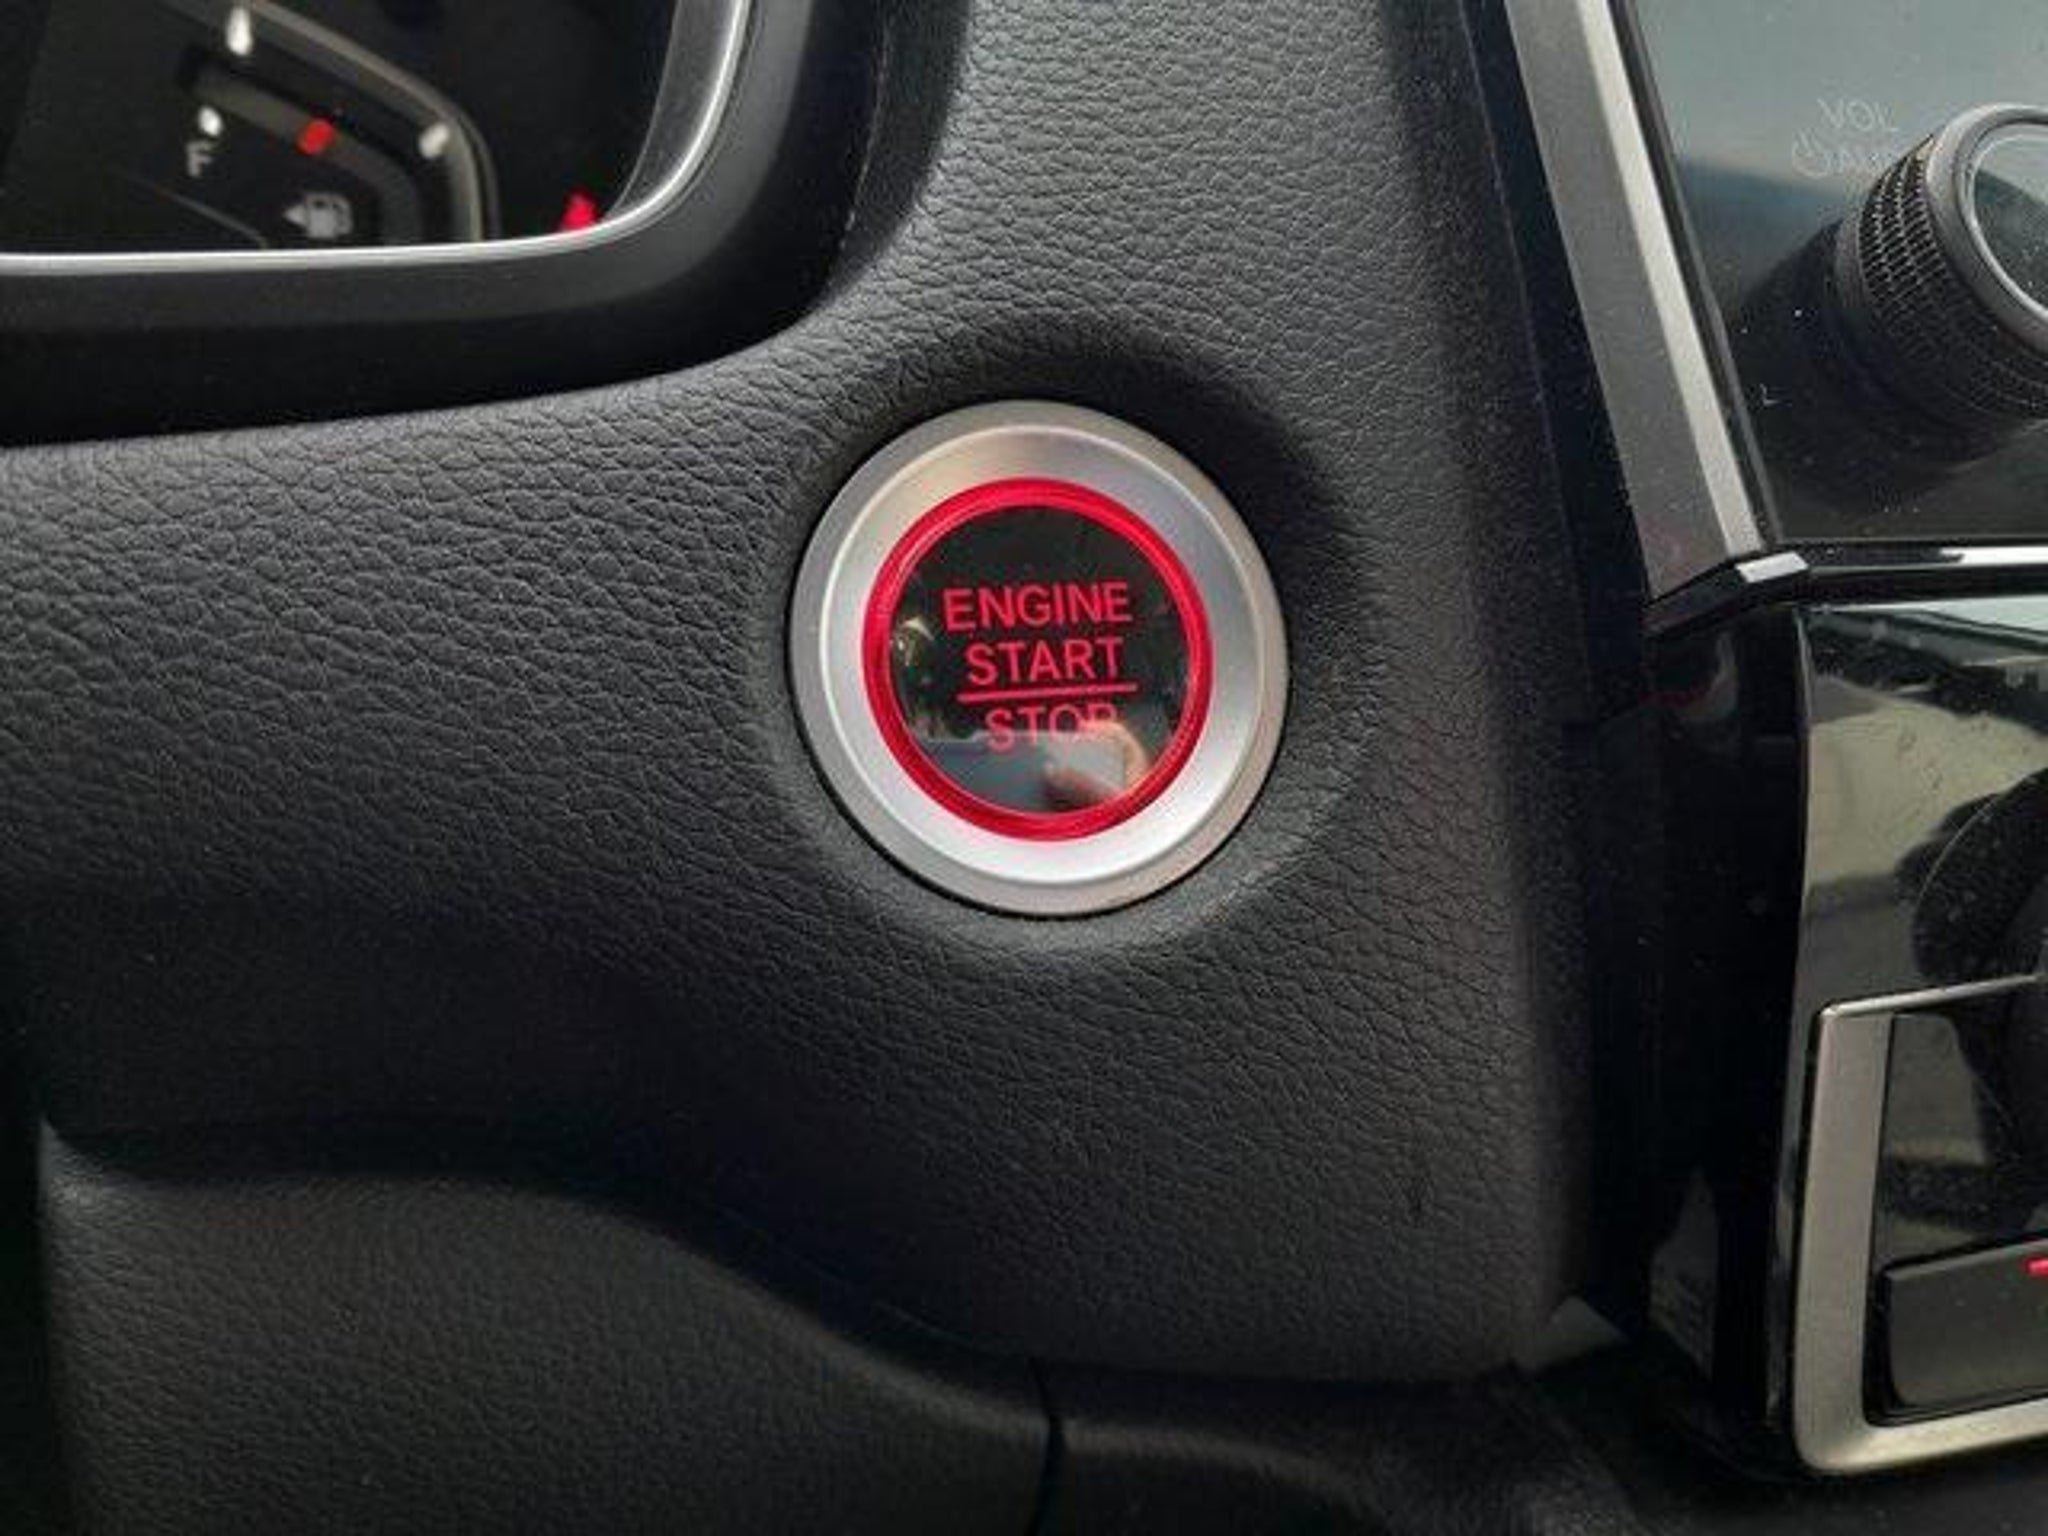 F
VOL
ENGINE
START
STOP